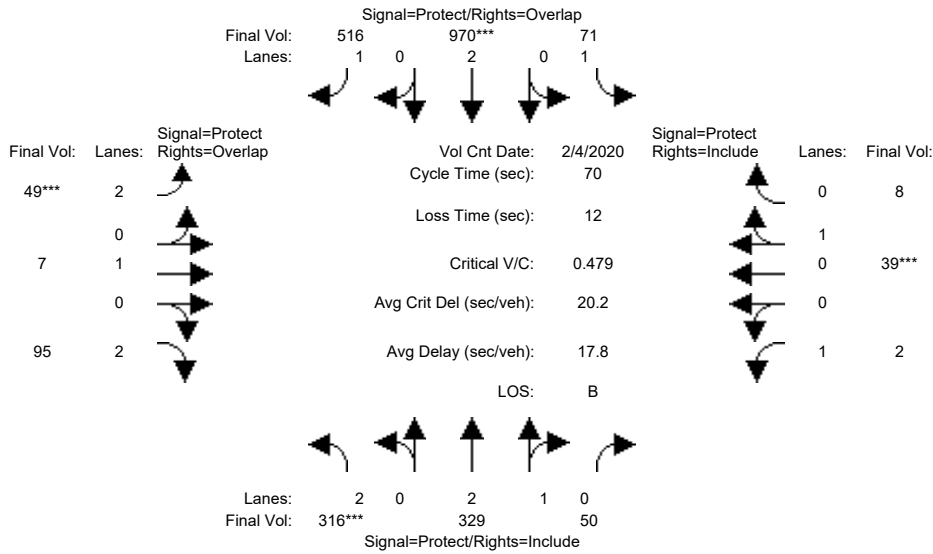 Signal=Protect/Rights=Overlap
Final Vol: 516 970*** 71
Lanes: 1 0 2 0 1
Signal=Protect Signal=Protect
Final Vol: Lanes: Rights=Overlap Vol Cnt Date: 2/4/2020 Rights=Include Lanes: Final Vol:
Cycle Time (sec): 70
49*** 2 0 8
Loss Time (sec): 12
0 1
7 1 Critical V/C: 0.479 0 39***
0 Avg Crit Del (sec/veh): 20.2 0
95 2 Avg Delay (sec/veh): 17.8 1 2
LOS: B
Lanes: 2 0 2 1 0
Final Vol: 316*** 329 50
Signal=Protect/Rights=Include